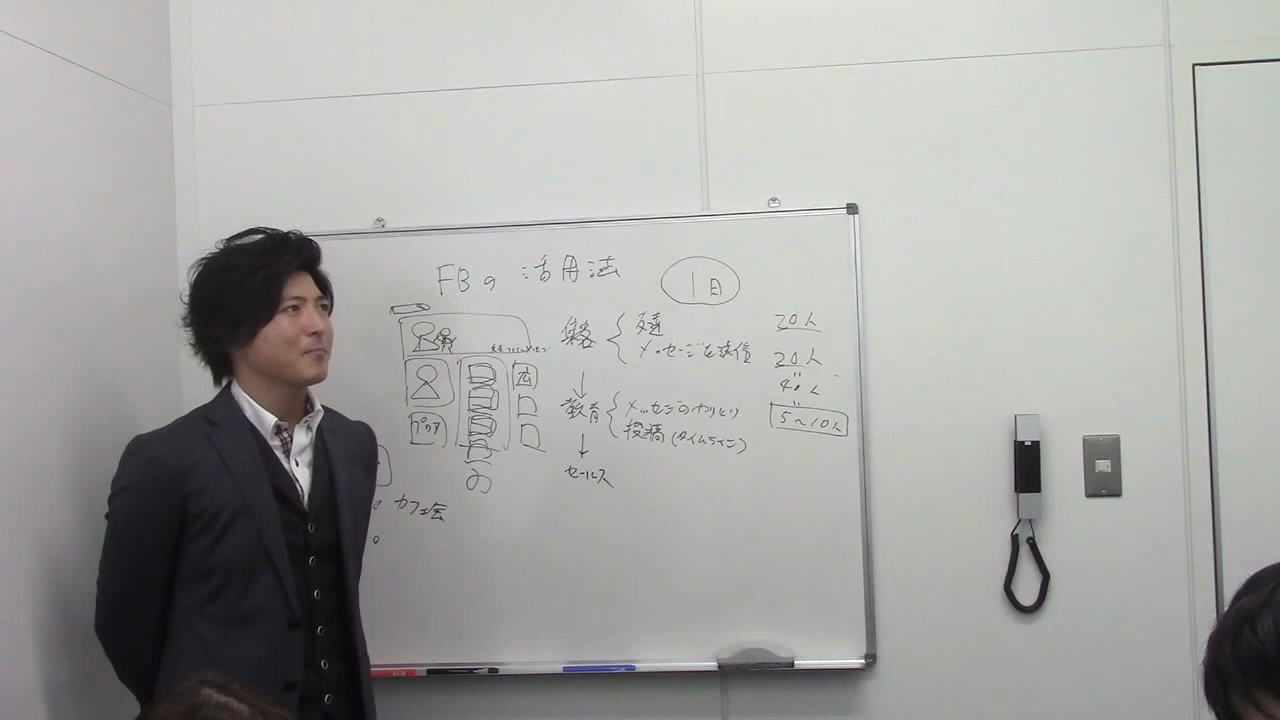 FBの活用法
1日
集客
友達
メッセージを送信
20人
20人
〃
40人
〃
5〜10人
広
教育
メッセージのやりとり
投稿(タイムライン)
セールス
カフェ会